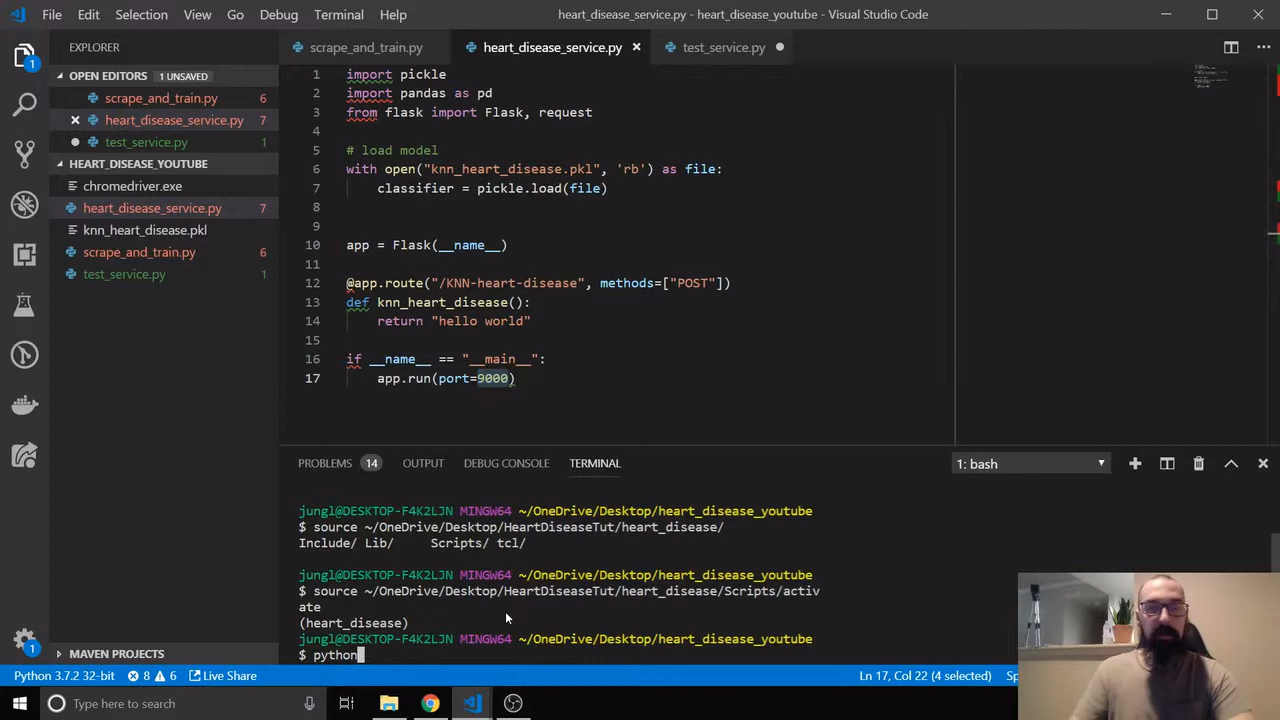 File Edit Selection View Go Debug Terminal Help
heart_disease_service.py - heart_disease_youtube - Visual Studio Code
EXPLORER
scrape_and_train.py
heart_disease_service.py
test_service.py
OPEN EDITORS 1 UNSAVED
scrape_and_train.py 6
heart_disease_service.py 7
test_service.py 1
HEART_DISEASE_YOUTUBE
chromedriver.exe
heart_disease_service.py 7
knn_heart_disease.pkl
scrape_and_train.py 6
test_service.py 1
MAVEN PROJECTS
1 import pickle
2 import pandas as pd
3 from flask import Flask, request
4
5 # load model
6 with open("knn_heart_disease.pkl", 'rb') as file:
7 classifier = pickle.load(file)
8
9
10 app = Flask(__name__)
11
12 @app.route("/KNN-heart-disease", methods=["POST"])
13 def knn_heart_disease():
14 return "hello world"
15
16 if __name__ == "__main__":
17 app.run(port=9000)
PROBLEMS 14 OUTPUT DEBUG CONSOLE TERMINAL
1: bash
jungl@DESKTOP-F4K2LJN MINGW64 ~/OneDrive/Desktop/heart_disease_youtube
$ source ~/OneDrive/Desktop/HeartDiseaseTut/heart_disease/
Include/ Lib/ Scripts/ tcl/
jungl@DESKTOP-F4K2LJN MINGW64 ~/OneDrive/Desktop/heart_disease_youtube
$ source ~/OneDrive/Desktop/HeartDiseaseTut/heart_disease/Scripts/activ
ate
(heart_disease)
jungl@DESKTOP-F4K2LJN MINGW64 ~/OneDrive/Desktop/heart_disease_youtube
$ python
Python 3.7.2 32-bit 8 6 Live Share
Ln 17, Col 22 (4 selected) Sp
Type here to search